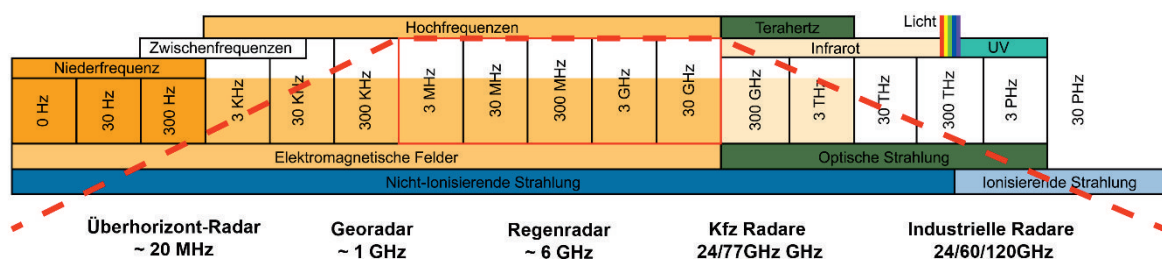 Hochfrequenzen
Terahertz
Licht
Zwischenfrequenzen
Infrarot
UV
Niederfrequenz
0 Hz
30 Hz
300 Hz
3 KHz
30 KHz
300 KHz
3 MHz
30 MHz
300 MHz
3 GHz
30 GHz
300 GHz
3 THz
30 THz
300 THz
3 PHz
30 PHz
Elektromagnetische Felder
Optische Strahlung
Nicht-Ionisierende Strahlung
Ionisierende Strahlung
Überhorizont-Radar
~ 20 MHz
Georadar
~ 1 GHz
Regenradar
~ 6 GHz
Kfz Radare
24/77GHz GHz
Industrielle Radare
24/60/120GHz